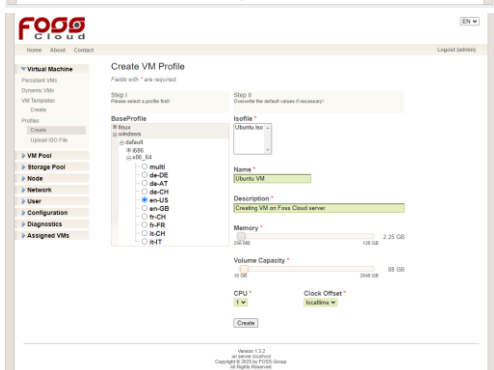 FOSS
Cloud
EN
Home About Contact
Logout (admin)
Virtual Machine
Persistent VMs
Dynamic VMs
VM Templates
Create
Profiles
Create
Upload ISO File
VM Pool
Storage Pool
Node
Network
User
Configuration
Diagnostics
Assigned VMs
Create VM Profile
Fields with * are required.
Step I
Please select a profile first!
BaseProfile
linux
windows
default
i686
x86_64
multi
de-DE
de-AT
de-CH
en-US
en-GB
fr-CH
fr-FR
it-CH
it-IT
Step II
Overwrite the default values if necessary!
Isofile *
Ubuntu.iso
Name *
Ubuntu VM
Description *
Creating VM on Foss Cloud server
Memory *
2.25 GB
256 MB 128 GB
Volume Capacity *
88 GB
10 GB 2048 GB
CPU * Clock Offset *
1 localtime
Create
Version 1.3.2
on server localhost
Copyright © 2023 by FOSS-Group.
All Rights Reserved.